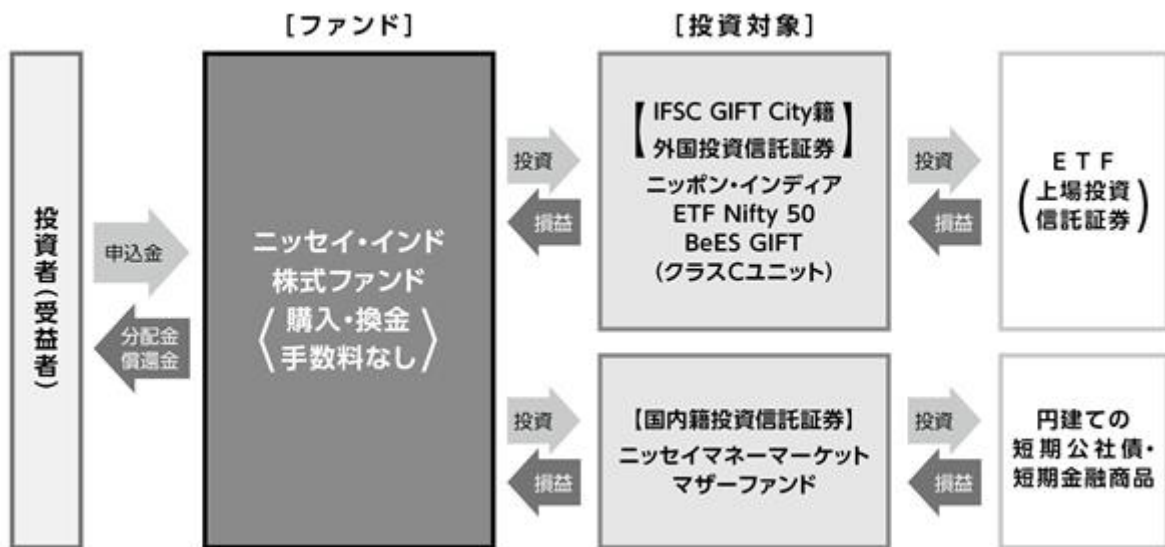 ［ファンド］
［投資対象］
投資者（受益者）
申込金
分配金
償還金
ニッセイ・インド
株式ファンド
〈購入・換金
手数料なし〉
投資
損益
【IFSC GIFT City籍
外国投資信託証券】
ニッポン・インディア
ETF Nifty 50
BeES GIFT
（クラスCユニット）
投資
損益
ETF
（上場投資
信託証券）
投資
損益
【国内籍投資信託証券】
ニッセイマネーマーケット
マザーファンド
投資
損益
円建ての
短期公社債・
短期金融商品